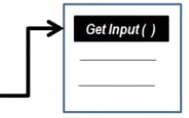 Get Input ( )